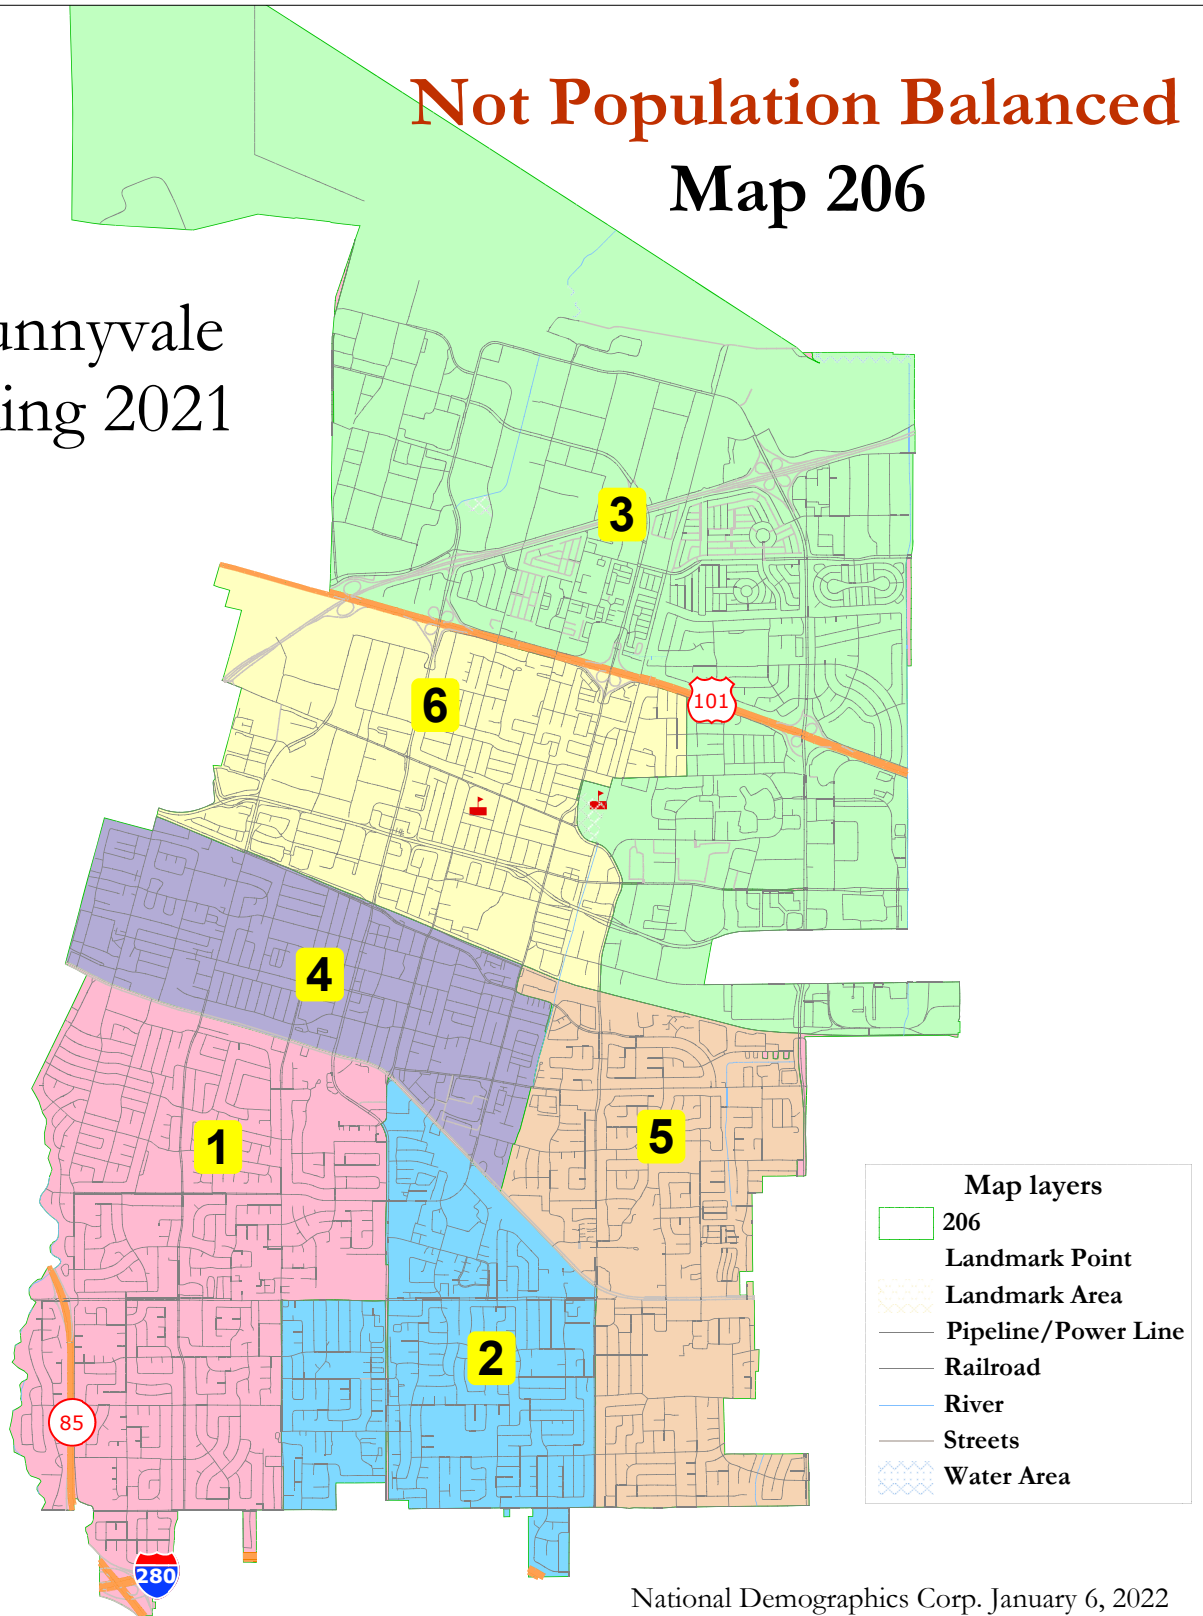 Not Population Balanced
Map 206
unnyvale
ing 2021
3
6
101
4
1
5
2
85
280
Map layers
206
Landmark Point
Landmark Area
Pipeline/Power Line
Railroad
River
Streets
Water Area
National Demographics Corp. January 6, 2022